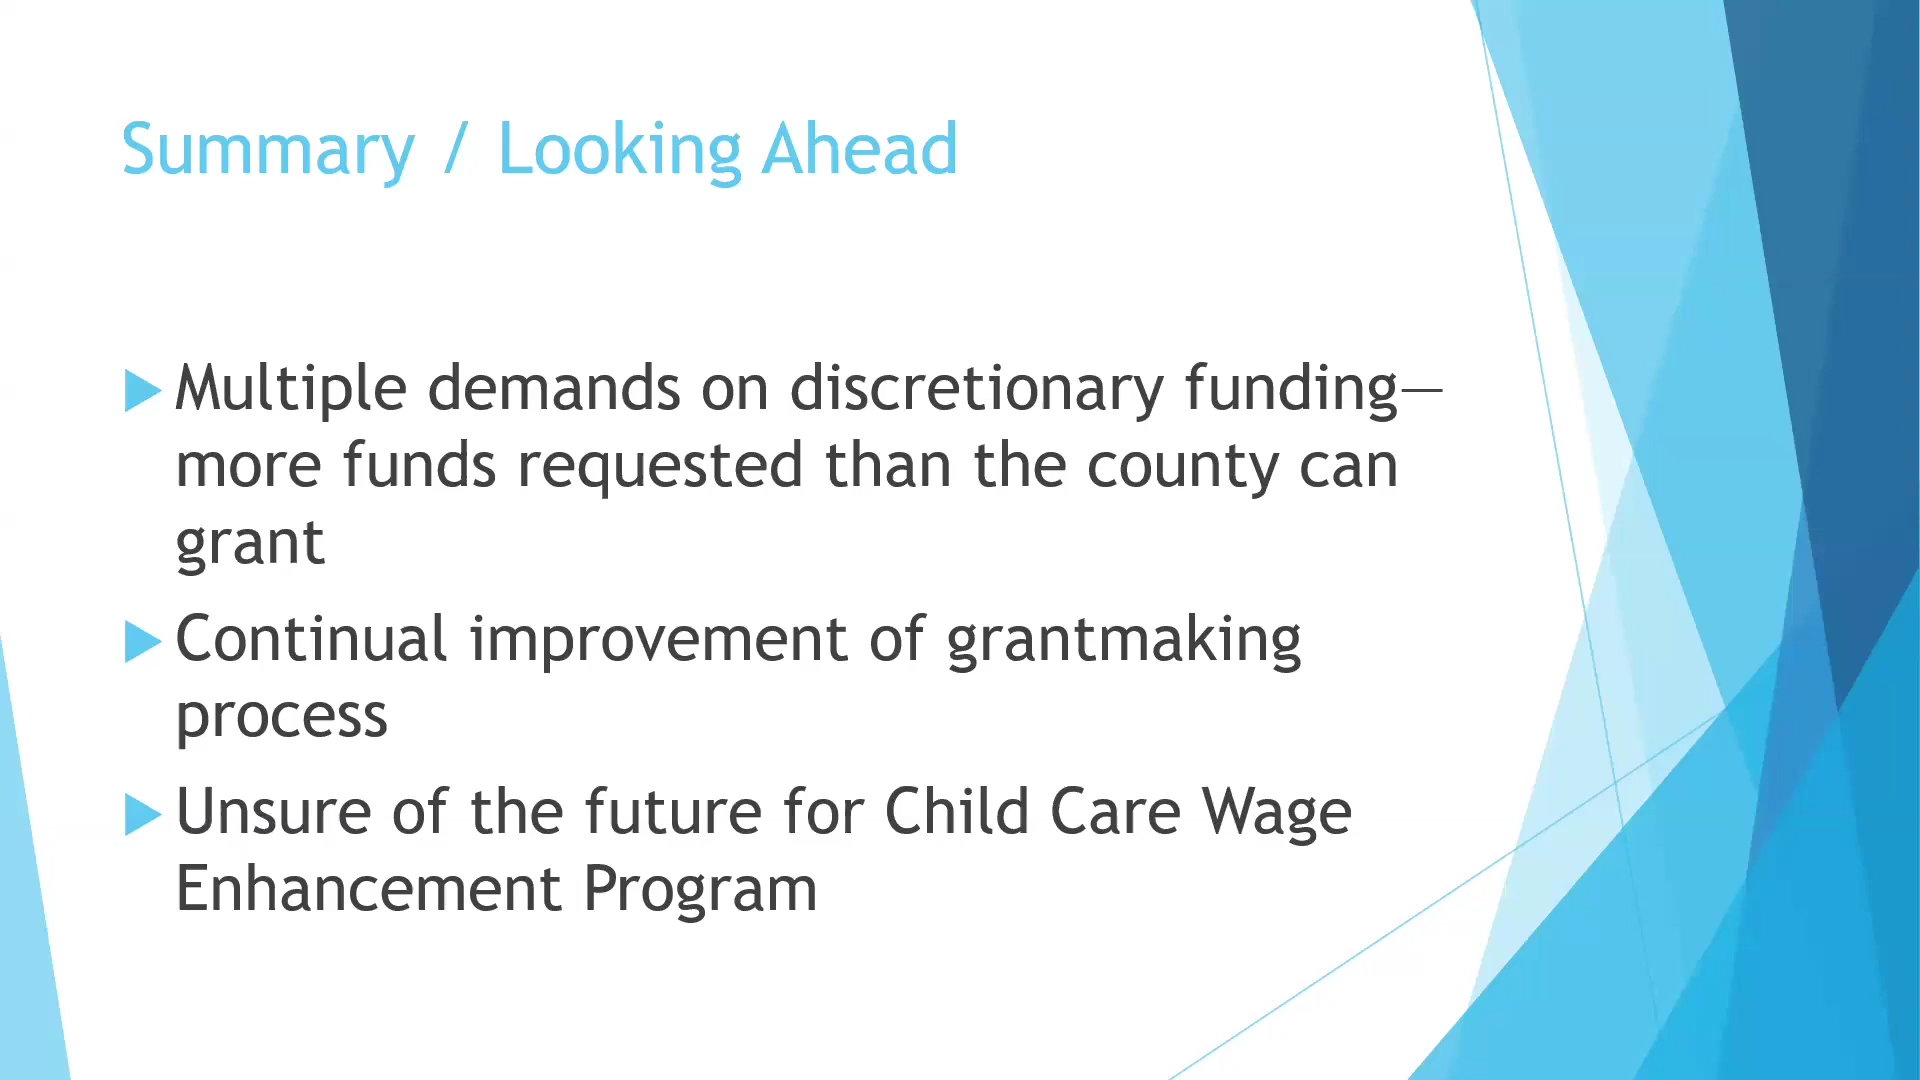 Summary / Looking Ahead
Multiple demands on discretionary funding—
more funds requested than the county can
grant
Continual improvement of grantmaking
process
Unsure of the future for Child Care Wage
Enhancement Program